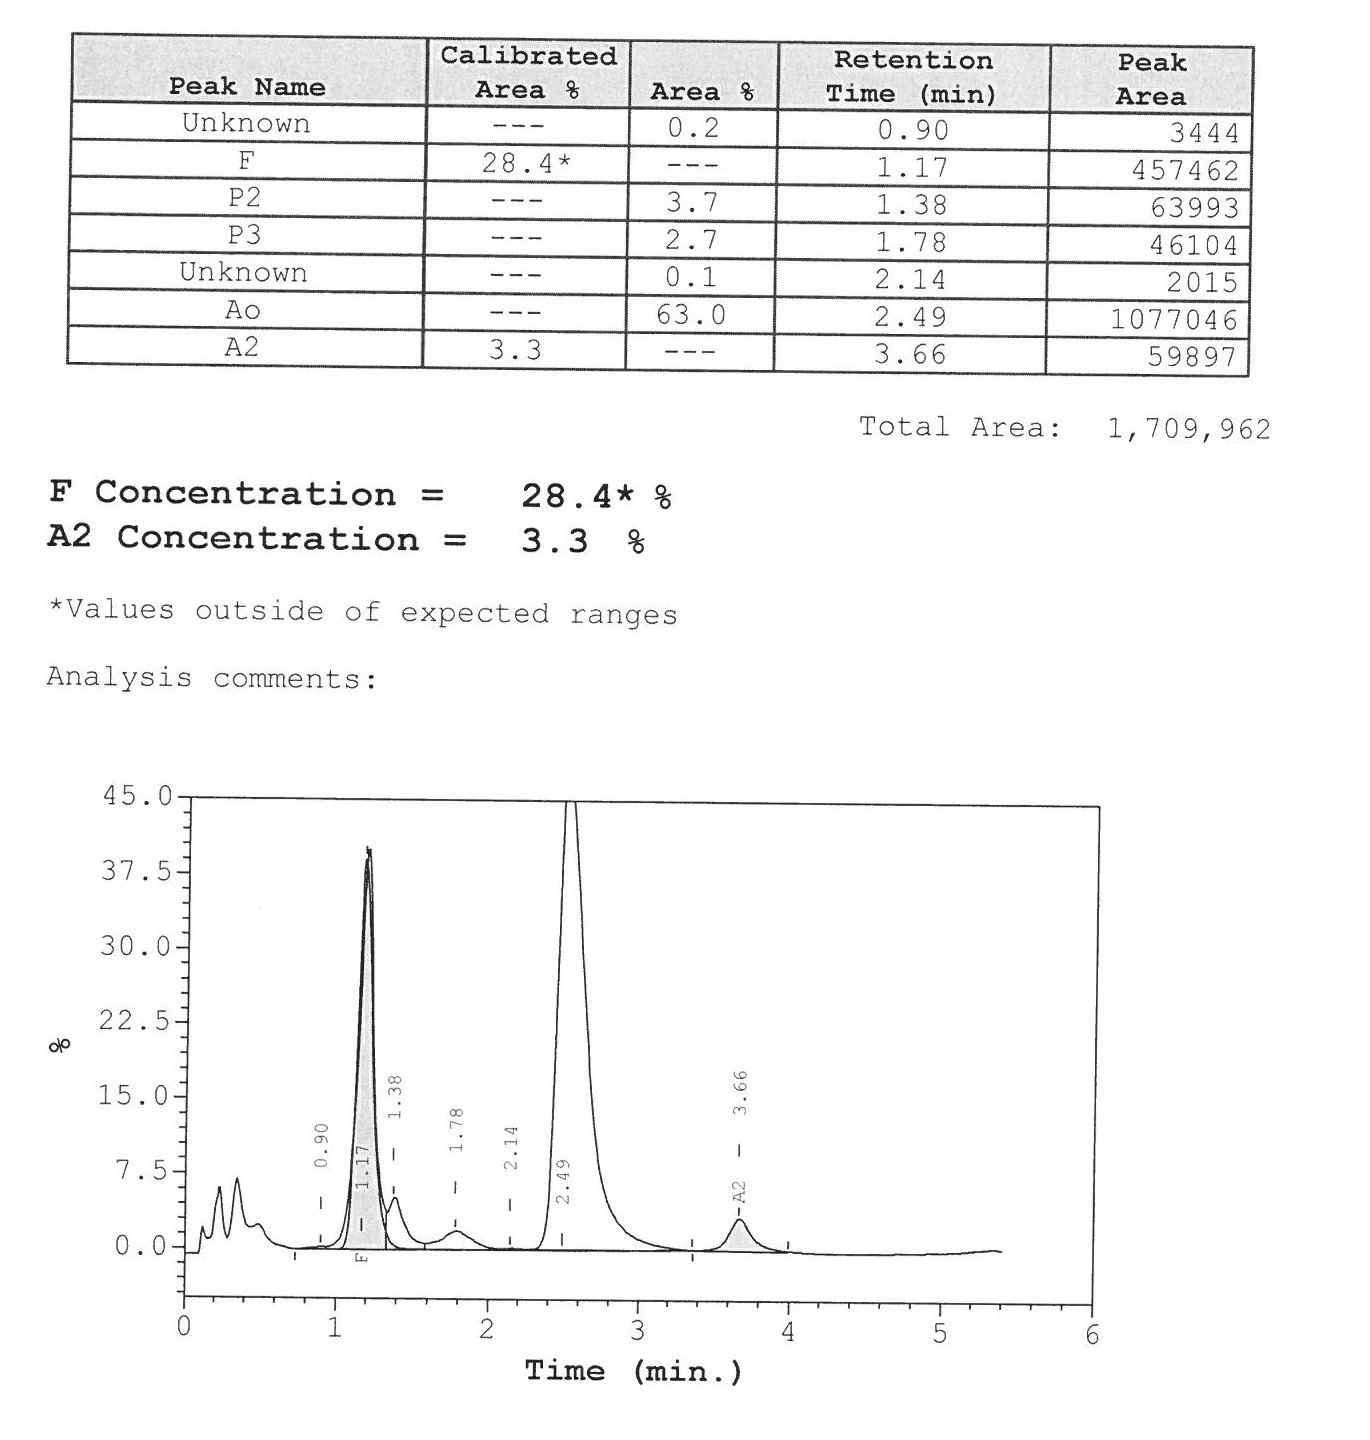 Peak Name Calibrated Area % Area % Retention Time (min) Peak Area
Unknown --- 0.2 0.90 3444
F 28.4* --- 1.17 457462
P2 --- 3.7 1.38 63993
P3 --- 2.7 1.78 46104
Unknown --- 0.1 2.14 2015
Ao --- 63.0 2.49 1077046
A2 3.3 --- 3.66 59897
Total Area: 1,709,962
F Concentration = 28.4* %
A2 Concentration = 3.3 %
*Values outside of expected ranges
Analysis comments:
45.0
37.5
30.0
22.5
15.0
7.5
0.0
%
0.90
F 1.17
1.38
1.78
2.14
2.49
A2 3.66
0 1 2 3 4 5 6
Time (min.)